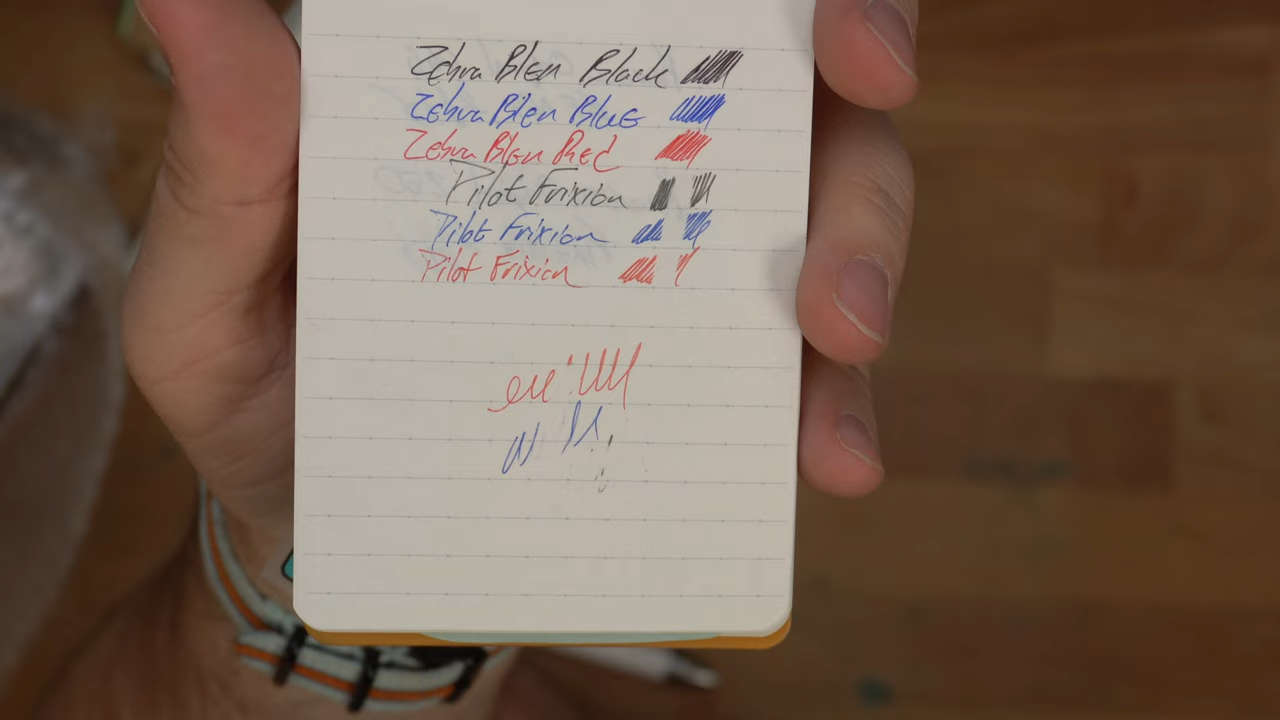 Zebra Blen Black
Zebra Blen Blue
Zebra Blen Red
Pilot Frixion
Pilot Frixion
Pilot Frixion